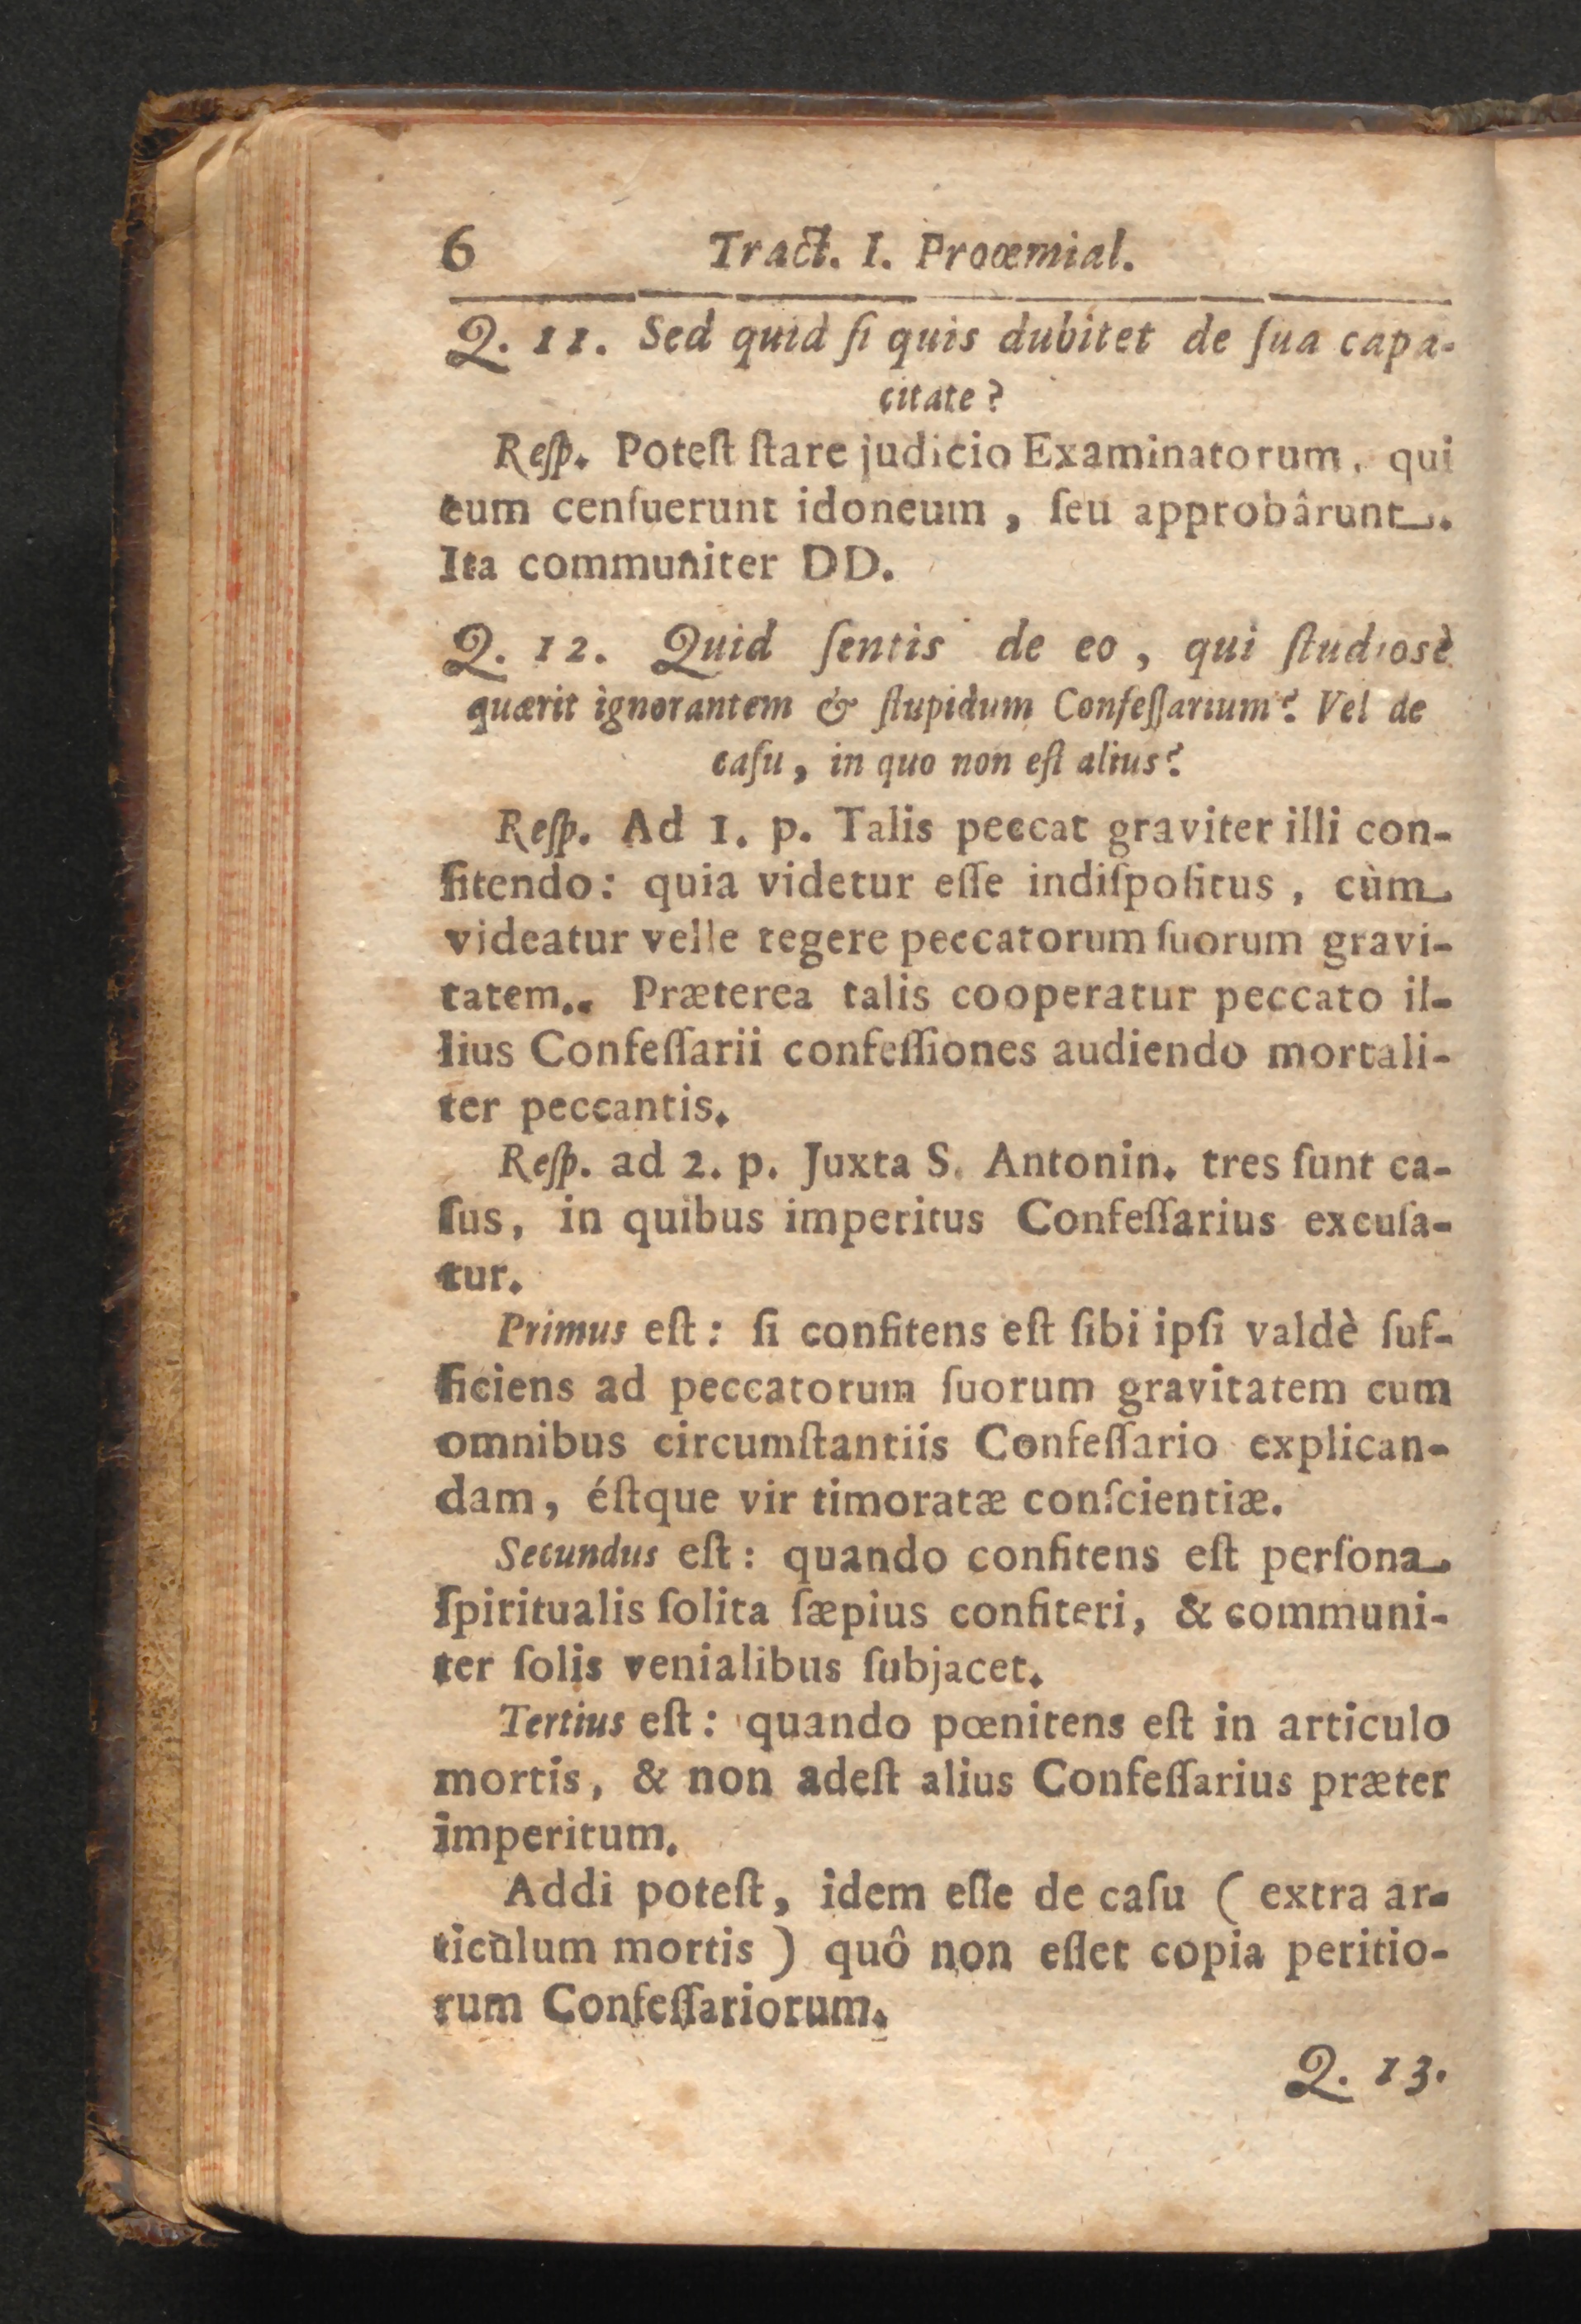 6 Tract. I. Proœmial.
Q. 11. Sed quid ſi quis dubitet de ſua capa-
citate?
Reſp. Poteſt ſtare judicio Examinatorum, qui
eum cenſuerunt idoneum, ſeu approbârunt.
Ita communiter DD.
Q. 12. Quid ſentis de eo, qui ſtudiosè
quærit ignorantem & ſtupidum Confeſſarium? Vel de
caſu, in quo non eſt alius?
Reſp. Ad 1. p. Talis peccat graviter illi con-
fitendo: quia videtur eſſe indiſpoſitus, cùm
videatur velle tegere peccatorum ſuorum gravi-
tatem.. Præterea talis cooperatur peccato il-
lius Confeſſarii confeſſiones audiendo mortali-
ter peccantis.
Reſp. ad 2. p. Juxta S. Antonin. tres ſunt ca-
ſus, in quibus imperitus Confeſſarius excuſa-
tur.
Primus eſt: ſi confitens eſt ſibi ipſi valdè ſuf-
ficiens ad peccatorum ſuorum gravitatem cum
omnibus circumſtantiis Confeſſario explican-
dam, éſtque vir timoratæ conſcientiæ.
Secundus eſt: quando confitens eſt perſona
ſpiritualis ſolita ſæpius confiteri, & communi-
ter ſolis venialibus ſubjacet.
Tertius eſt: quando pœnitens eſt in articulo
mortis, & non adeſt alius Confeſſarius præter
imperitum.
Addi poteſt, idem eſſe de caſu ( extra ar-
ticulum mortis ) quô non eſſet copia peritio-
rum Confeſſariorum.
Q. 13.